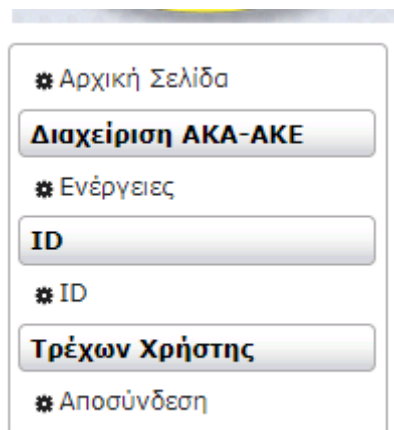 Αρχική Σελίδα
Διαχείριση ΑΚΑ-ΑΚΕ
Ενέργειες
ID
ID
Τρέχων Χρήστης
Αποσύνδεση